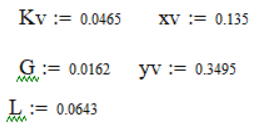 Kv := 0.0465 xv := 0.135
G := 0.0162 yv := 0.3495
L := 0.0643